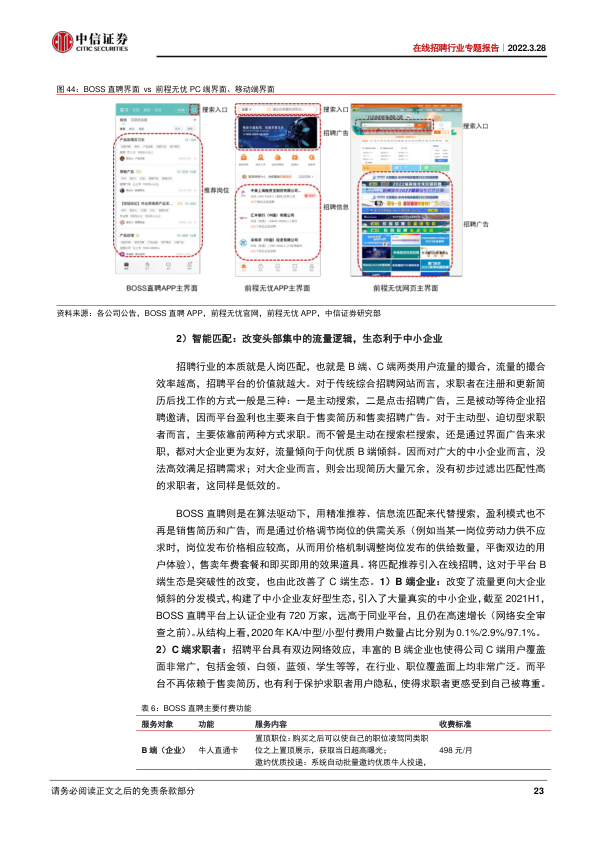 中信证券
CITIC SECURITIES
在线招聘行业专题报告｜2022.3.28
图 44：BOSS 直聘界面 vs 前程无忧 PC 端界面、移动端界面
搜索入口
搜索入口
搜索入口
招聘广告
推荐岗位
招聘信息
招聘广告
BOSS直聘APP主界面
前程无忧APP主界面
前程无忧网页主界面
资料来源：各公司公告，BOSS 直聘 APP，前程无忧官网，前程无忧 APP，中信证券研究部
2）智能匹配：改变头部集中的流量逻辑，生态利于中小企业
招聘行业的本质就是人岗匹配，也就是 B 端、C 端两类用户流量的撮合，流量的撮合
效率越高，招聘平台的价值就越大。对于传统综合招聘网站而言，求职者在注册和更新简
历后找工作的方式一般是三种：一是主动搜索，二是点击招聘广告，三是被动等待企业招
聘邀请，因而平台盈利也主要来自于售卖简历和售卖招聘广告。对于主动型、迫切型求职
者而言，主要依靠前两种方式求职。而不管是主动在搜索栏搜索，还是通过界面广告来求
职，都对大企业更为友好，流量倾向于向优质 B 端倾斜。因而对广大的中小企业而言，没
法高效满足招聘需求；对大企业而言，则会出现简历大量冗余，没有初步过滤出匹配性高
的求职者，这同样是低效的。
BOSS 直聘则是在算法驱动下，用精准推荐、信息流匹配来代替搜索，盈利模式也不
再是销售简历和广告，而是通过价格调节岗位的供需关系（例如当某一岗位劳动力供不应
求时，岗位发布价格相应较高，从而用价格机制调整岗位发布的供给数量，平衡双边的用
户体验），售卖年费套餐和即买即用的效果道具。将匹配推荐引入在线招聘，这对于平台 B
端生态是突破性的改变，也由此改善了 C 端生态。1）B 端企业：改变了流量更向大企业
倾斜的分发模式，构建了中小企业友好型生态，引入了大量真实的中小企业，截至 2021H1，
BOSS 直聘平台上认证企业有 720 万家，远高于同业平台，且仍在高速增长（网络安全审
查之前）。从结构上看，2020 年 KA/中型/小型付费用户数量占比分别为 0.1%/2.9%/97.1%。
2）C 端求职者：招聘平台具有双边网络效应，丰富的 B 端企业也使得公司 C 端用户覆盖
面非常广，包括金领、白领、蓝领、学生等等，在行业、职位覆盖面上均非常广泛。而平
台不再依赖于售卖简历，也有利于保护求职者用户隐私，使得求职者更感受到自己被尊重。
表 6：BOSS 直聘主要付费功能
服务对象 功能 服务内容 收费标准
置顶职位：购买之后可以使自己的职位凌驾同类职
B 端（企业） 牛人直通卡 位之上置顶展示，获取当日超高曝光； 498 元/月
邀约优质投递：系统自动批量邀约优质牛人投递，
请务必阅读正文之后的免责条款部分
23